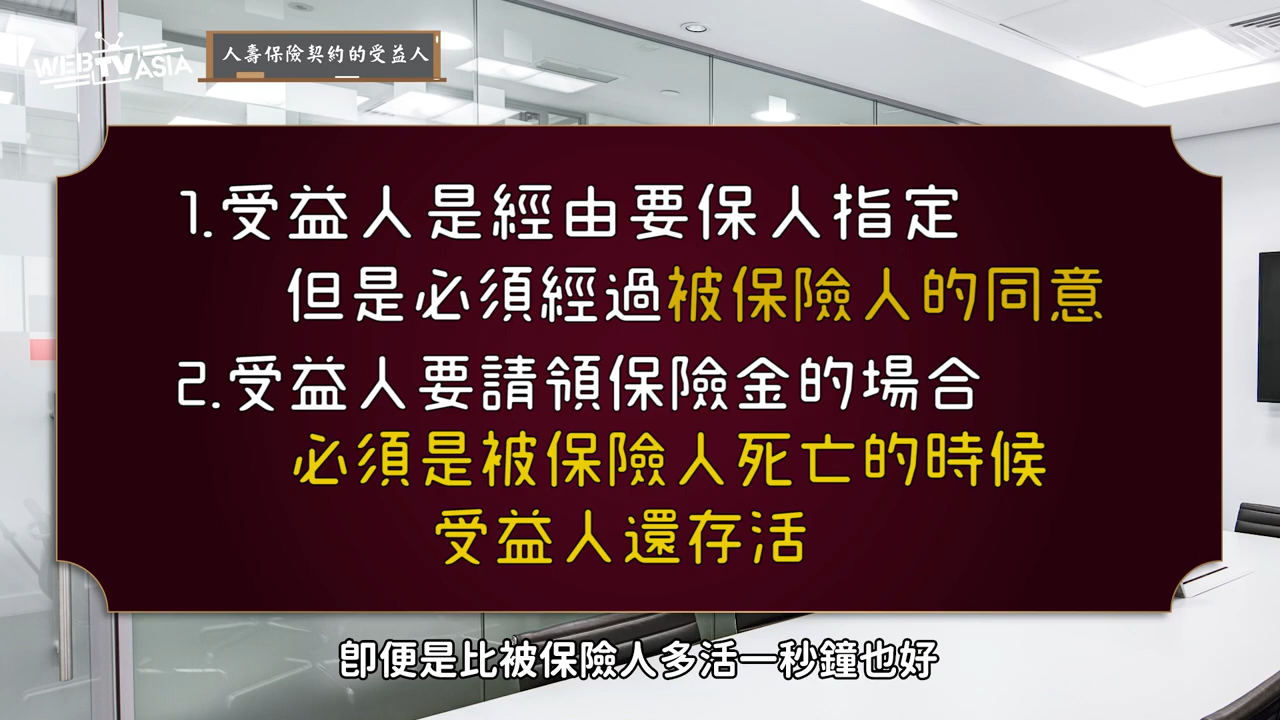 WEBTVASIA
人壽保險契約的受益人
1.受益人是經由要保人指定
但是必須經過被保險人的同意
2.受益人要請領保險金的場合
必須是被保險人死亡的時候
受益人還存活
即便是比被保險人多活一秒鐘也好